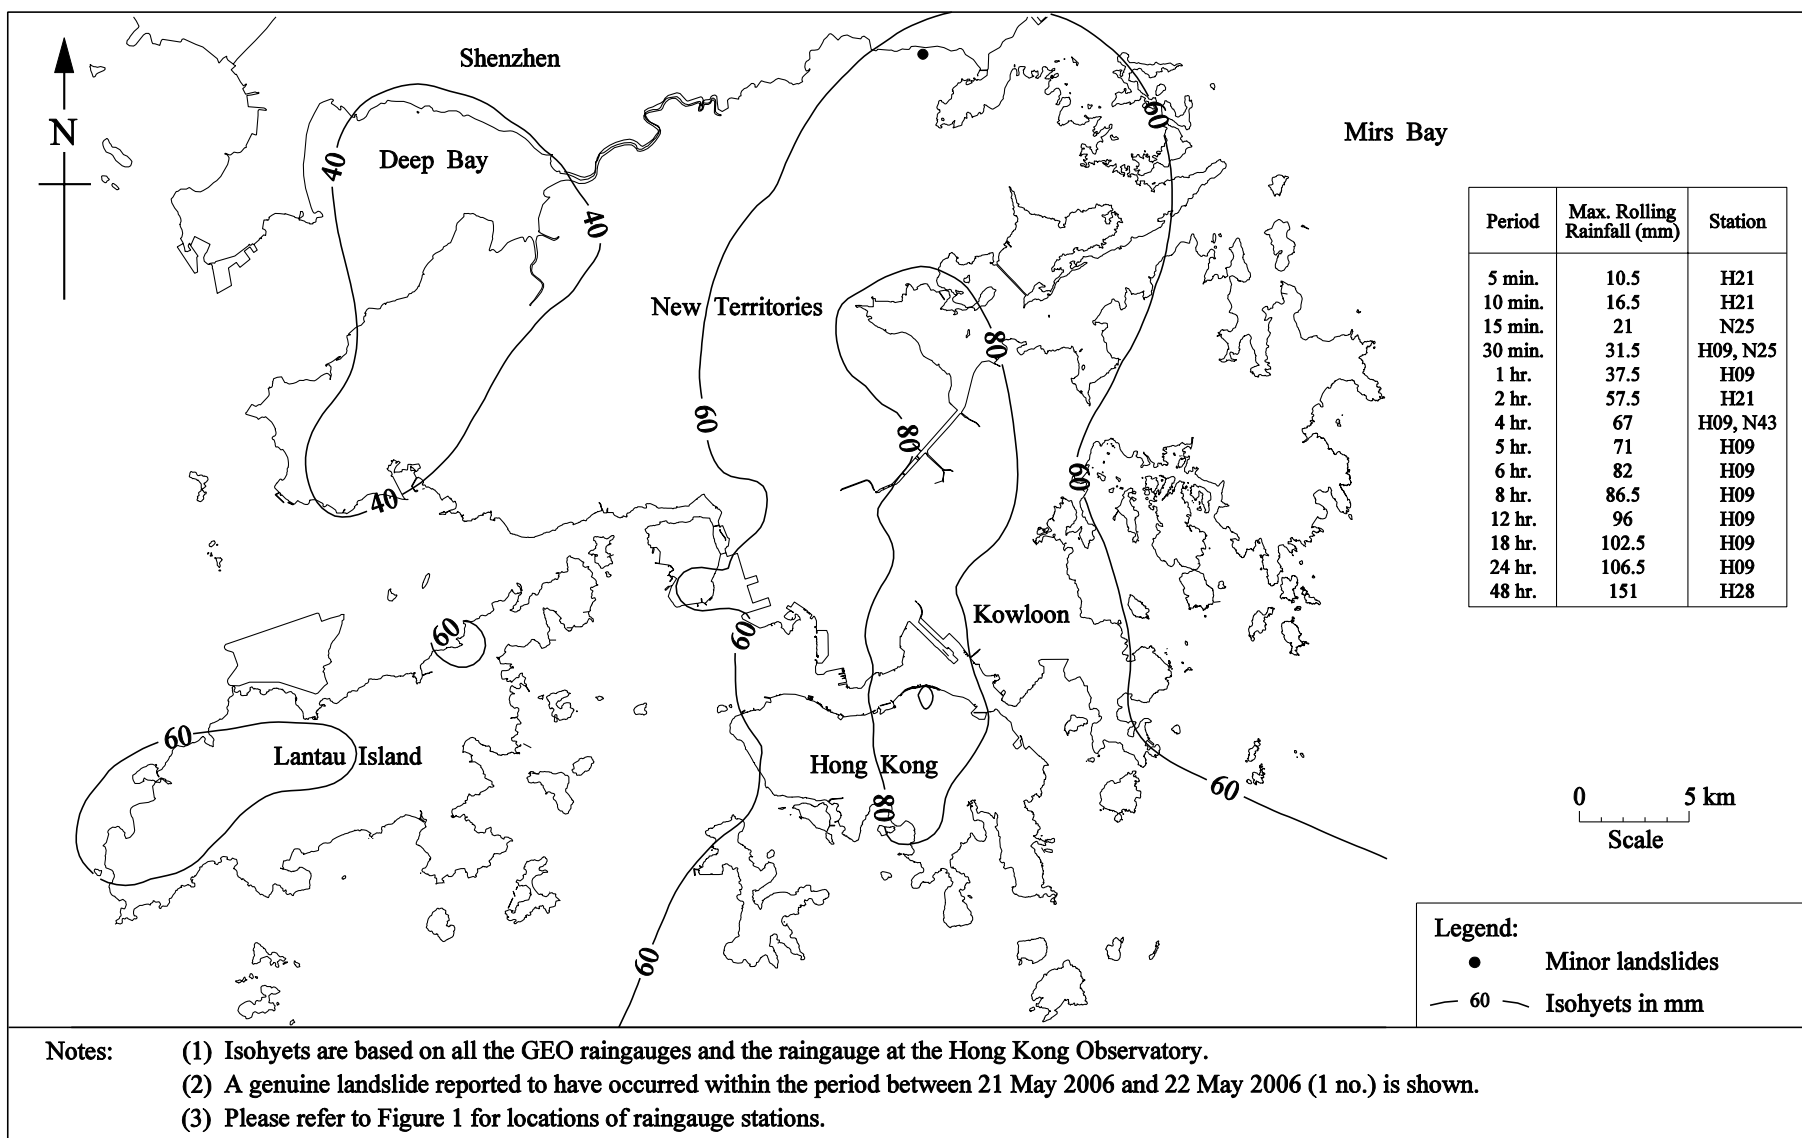 Shenzhen
N
Deep Bay
Mirs Bay
40
40
40
60
New Territories
80
80
60
60
60
Kowloon
60
60
60
Lantau Island
Hong Kong
80
60
60
Period Max. Rolling Rainfall (mm) Station
5 min. 10.5 H21
10 min. 16.5 H21
15 min. 21 N25
30 min. 31.5 H09, N25
1 hr. 37.5 H09
2 hr. 57.5 H21
4 hr. 67 H09, N43
5 hr. 71 H09
6 hr. 82 H09
8 hr. 86.5 H09
12 hr. 96 H09
18 hr. 102.5 H09
24 hr. 106.5 H09
48 hr. 151 H28
0 5 km
Scale
Legend:
Minor landslides
60 Isohyets in mm
Notes: (1) Isohyets are based on all the GEO raingauges and the raingauge at the Hong Kong Observatory.
(2) A genuine landslide reported to have occurred within the period between 21 May 2006 and 22 May 2006 (1 no.) is shown.
(3) Please refer to Figure 1 for locations of raingauge stations.